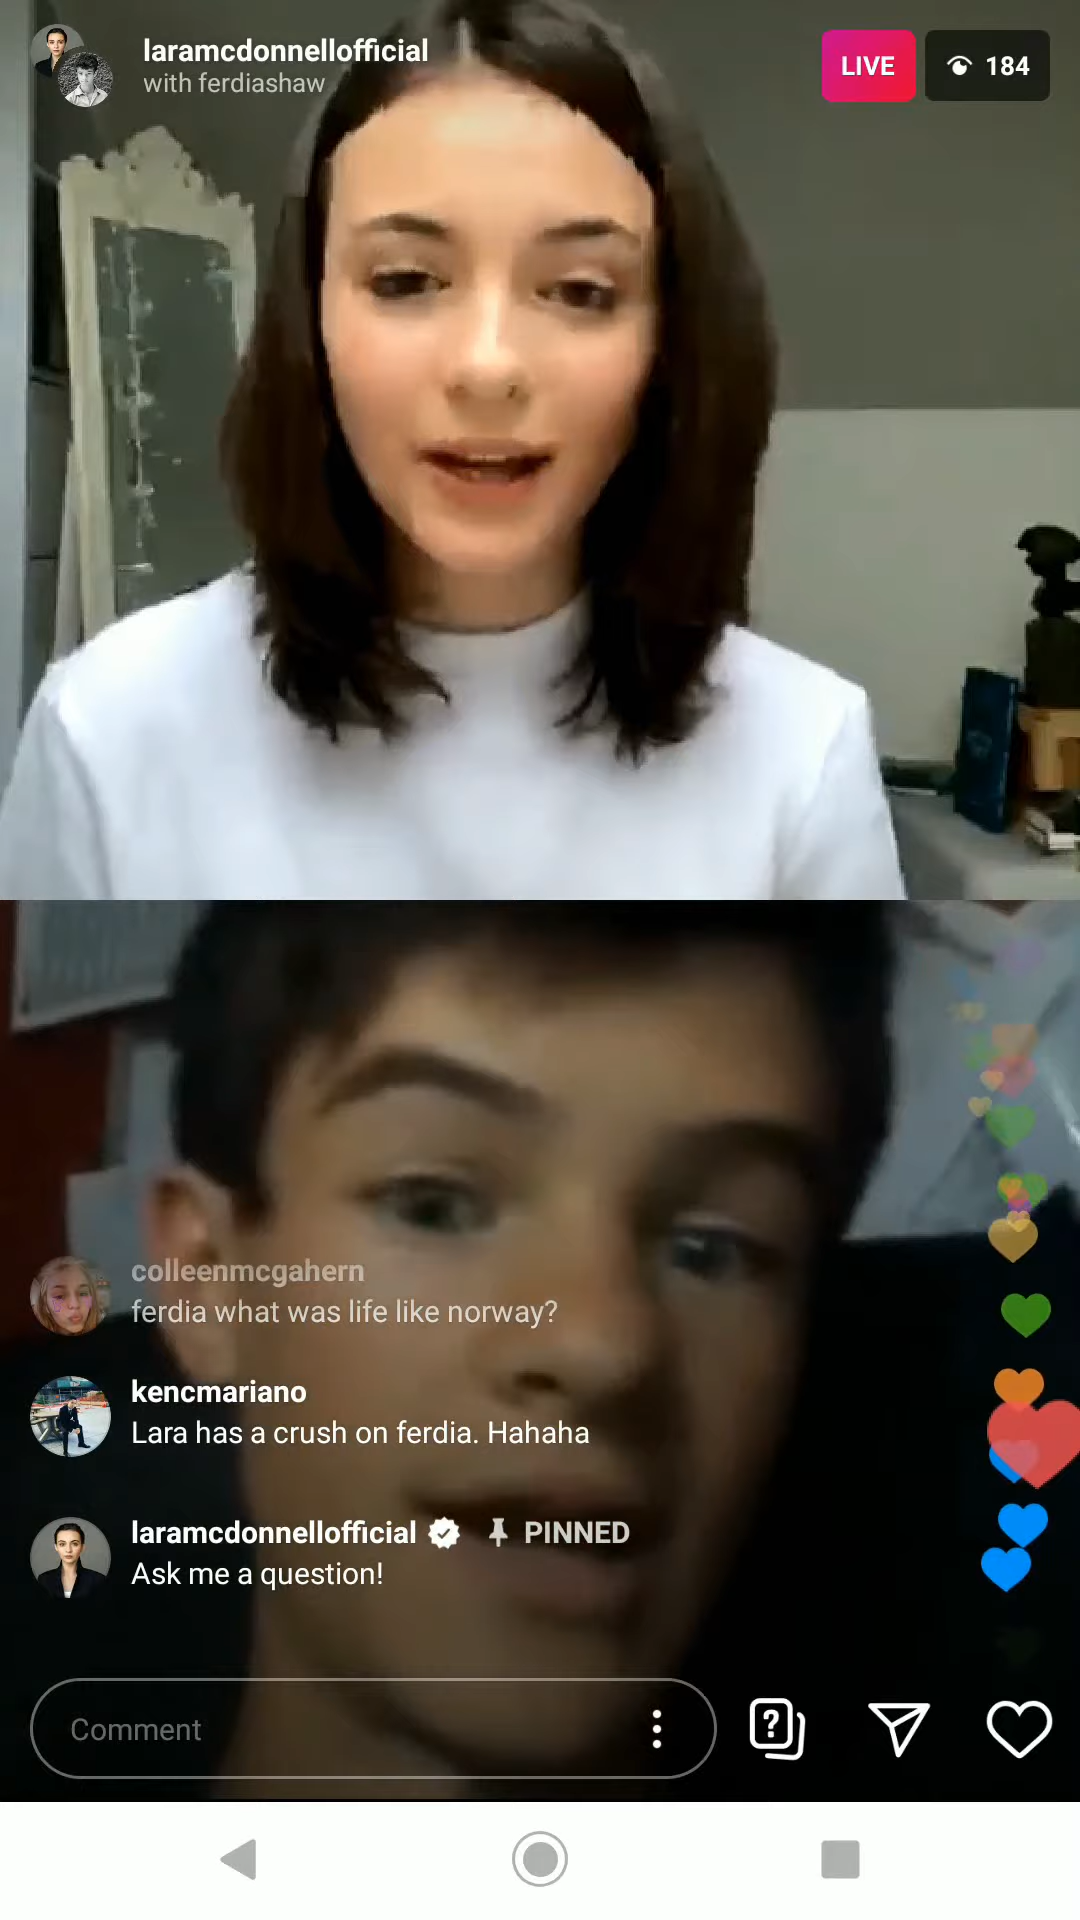 laramcdonnellofficial
with ferdiashaw
LIVE
184
colleenmcgahern
ferdia what was life like norway?
kencmariano
Lara has a crush on ferdia. Hahaha
laramcdonnellofficial PINNED
Ask me a question!
Comment
?